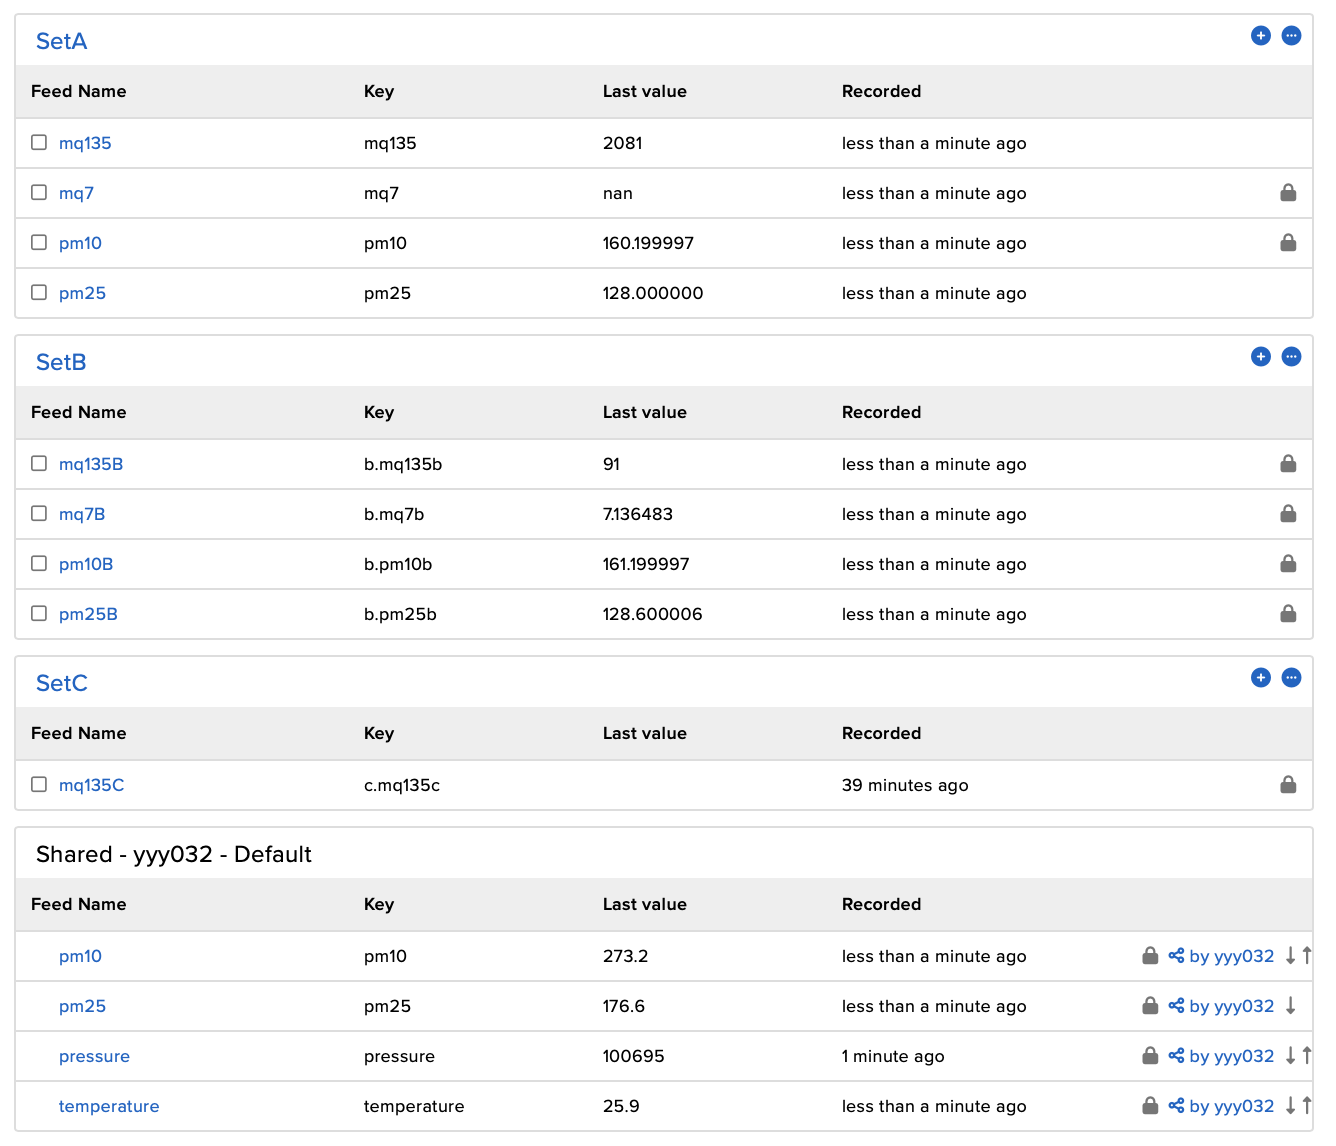 SetA
Feed Name Key Last value Recorded
mq135 mq135 2081 less than a minute ago
mq7 mq7 nan less than a minute ago
pm10 pm10 160.199997 less than a minute ago
pm25 pm25 128.000000 less than a minute ago
SetB
Feed Name Key Last value Recorded
mq135B b.mq135b 91 less than a minute ago
mq7B b.mq7b 7.136483 less than a minute ago
pm10B b.pm10b 161.199997 less than a minute ago
pm25B b.pm25b 128.600006 less than a minute ago
SetC
Feed Name Key Last value Recorded
mq135C c.mq135c 39 minutes ago
Shared - yyy032 - Default
Feed Name Key Last value Recorded
pm10 pm10 273.2 less than a minute ago by yyy032
pm25 pm25 176.6 less than a minute ago by yyy032
pressure pressure 100695 1 minute ago by yyy032
temperature temperature 25.9 less than a minute ago by yyy032